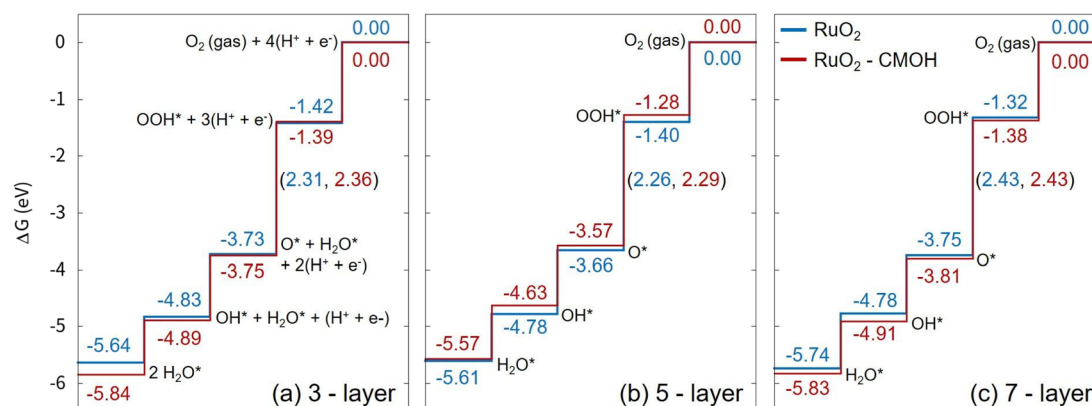 ΔG (eV)
0
-1
-2
-3
-4
-5
-6
O₂ (gas) + 4(H⁺ + e⁻)
0.00
0.00
-1.42
OOH* + 3(H⁺ + e⁻)
-1.39
(2.31, 2.36)
-3.73
O* + H₂O*
+ 2(H⁺ + e⁻)
-3.75
-4.83
OH* + H₂O* + (H⁺ + e-)
-4.89
-5.64
2 H₂O*
-5.84
(a) 3 - layer
0.00
O₂ (gas)
0.00
-1.28
OOH*
-1.40
(2.26, 2.29)
-3.57
O*
-3.66
-4.63
OH*
-4.78
-5.57
H₂O*
-5.61
(b) 5 - layer
RuO₂
RuO₂ - CMOH
0.00
O₂ (gas)
0.00
-1.32
OOH*
-1.38
(2.43, 2.43)
-3.75
O*
-3.81
-4.78
OH*
-4.91
-5.74
H₂O*
-5.83
(c) 7 - layer